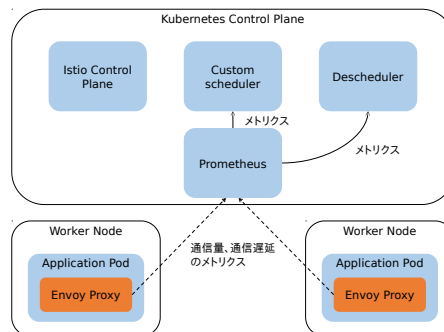 Kubernetes Control Plane
Istio Control
Plane
Custom
scheduler
Descheduler
メトリクス
メトリクス
Prometheus
通信量、通信遅延
のメトリクス
Worker Node
Application Pod
Envoy Proxy
Worker Node
Application Pod
Envoy Proxy